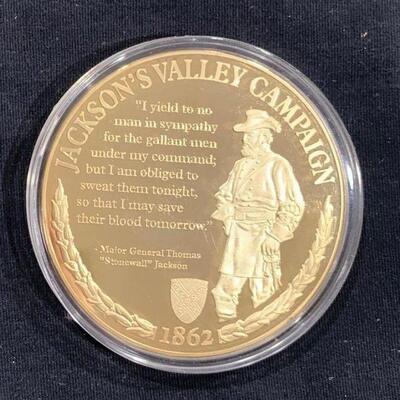 JACKSON'S VALLEY CAMPAIGN
"I yield to no
man in sympathy
for the gallant men
under my command;
but I am obliged to
sweat them tonight,
so that I may save
their blood tomorrow."
- Major General Thomas
"Stonewall" Jackson
1862